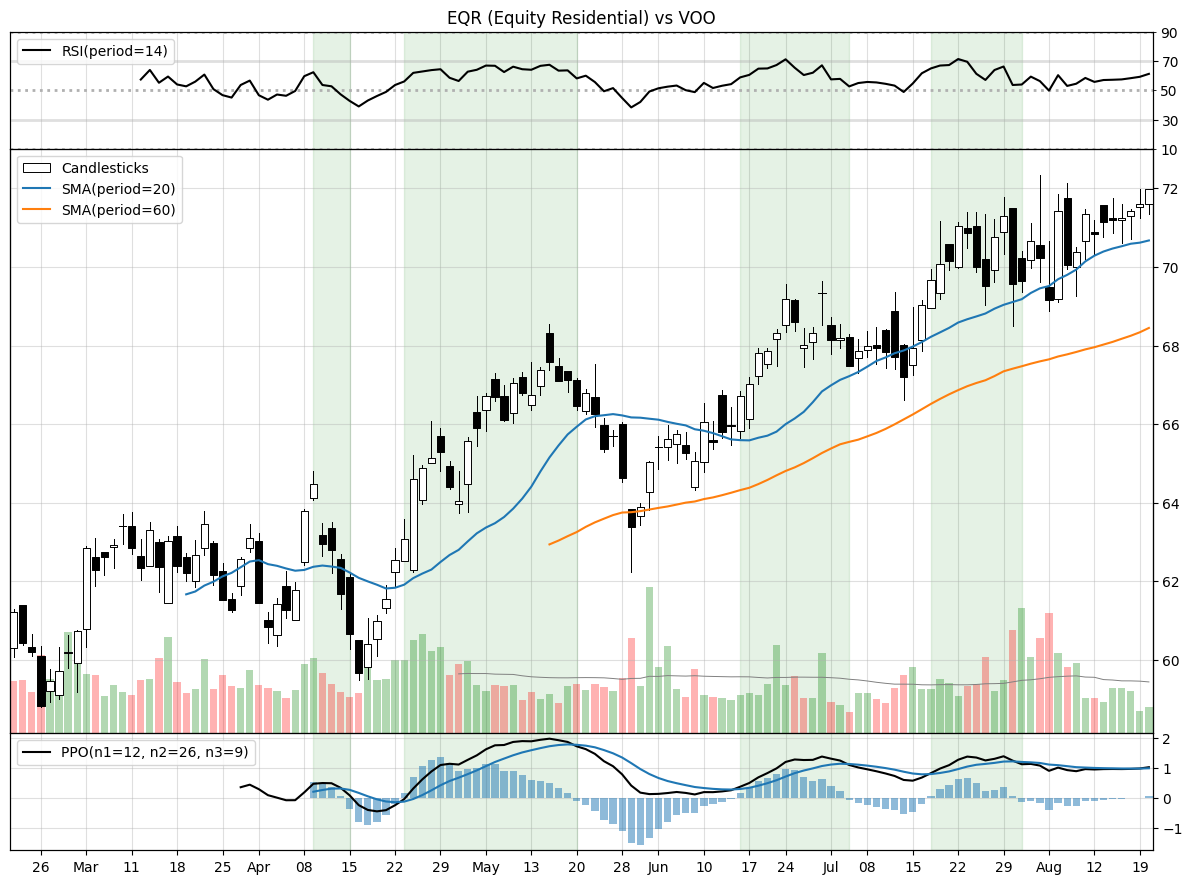 EQR (Equity Residential) vs VOO
RSI(period=14)
90
70
50
30
10
Candlesticks
SMA(period=20)
SMA(period=60)
72
70
68
66
64
62
60
PPO(n1=12, n2=26, n3=9)
2
1
0
−1
26 Mar 11 18 25 Apr 08 15 22 29 May 13 20 28 Jun 10 17 24 Jul 08 15 22 29 Aug 12 19